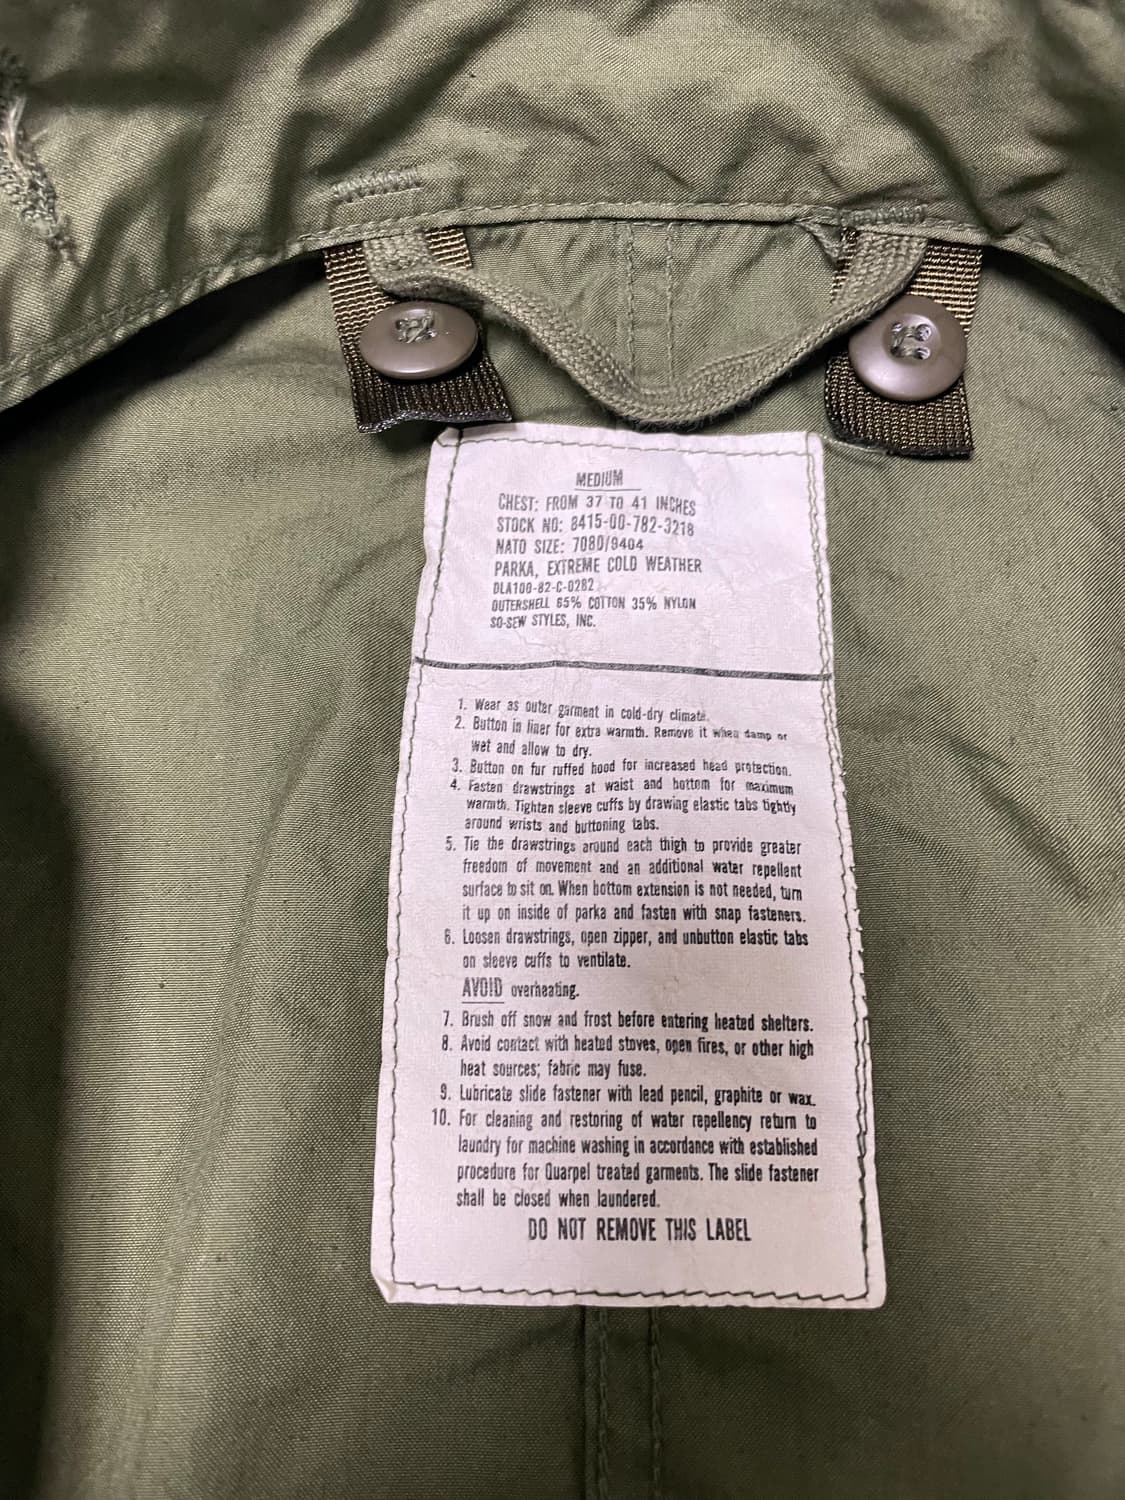 MEDIUM
CHEST: FROM 37 TO 41 INCHES
STOCK NO: 8415-00-782-3218
NATO SIZE: 7080/9404
PARKA, EXTREME COLD WEATHER
DLA100-82-C-0282
OUTERSHELL 65% COTTON 35% NYLON
SO-SEW STYLES, INC.
1. Wear as outer garment in cold-dry climate.
2. Button in liner for extra warmth. Remove it when damp or
wet and allow to dry.
3. Button on fur ruffed hood for increased head protection.
4. Fasten drawstrings at waist and bottom for maximum
warmth. Tighten sleeve cuffs by drawing elastic tabs tightly
around wrists and buttoning tabs.
5. Tie the drawstrings around each thigh to provide greater
freedom of movement and an additional water repellent
surface to sit on. When bottom extension is not needed, turn
it up on inside of parka and fasten with snap fasteners.
6. Loosen drawstrings, open zipper, and unbutton elastic tabs
on sleeve cuffs to ventilate.
AVOID overheating.
7. Brush off snow and frost before entering heated shelters.
8. Avoid contact with heated stoves, open fires, or other high
heat sources; fabric may fuse.
9. Lubricate slide fastener with lead pencil, graphite or wax.
10. For cleaning and restoring of water repellency return to
laundry for machine washing in accordance with established
procedure for Quarpel treated garments. The slide fastener
shall be closed when laundered.
DO NOT REMOVE THIS LABEL